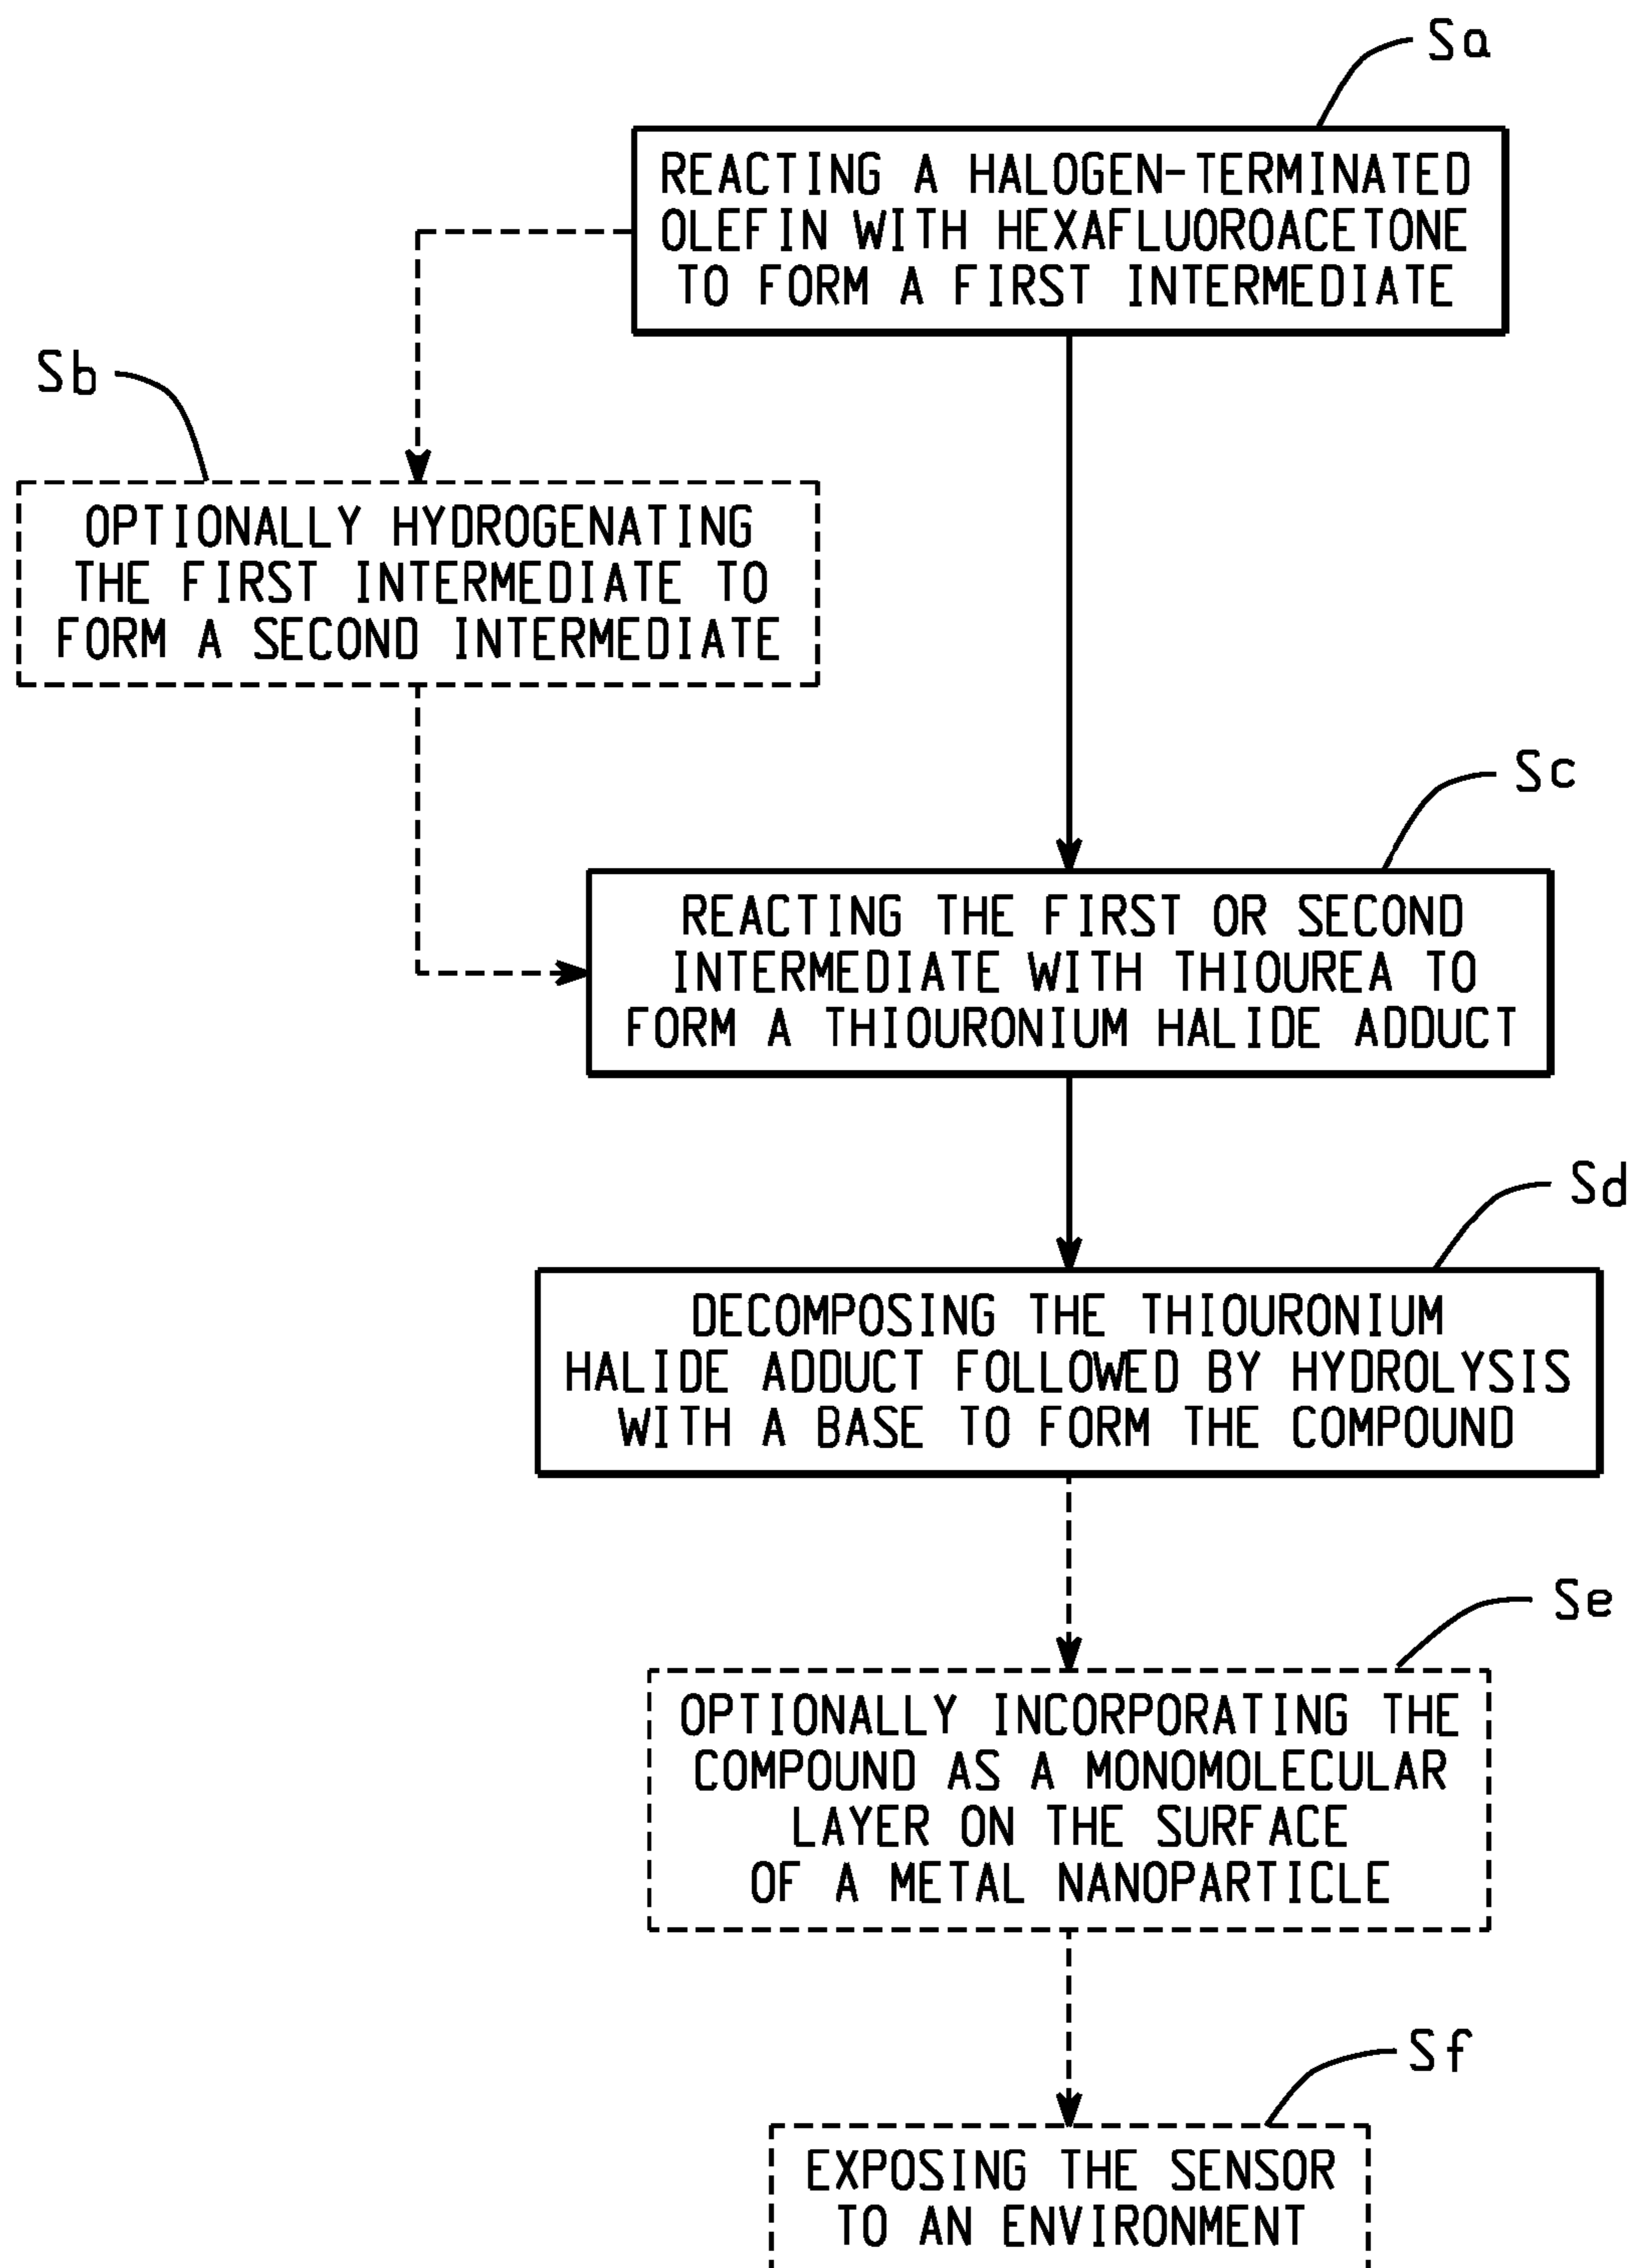 Sa
REACTING A HALOGEN-TERMINATED
OLEFIN WITH HEXAFLUOROACETONE
TO FORM A FIRST INTERMEDIATE
Sb
OPTIONALLY HYDROGENATING
THE FIRST INTERMEDIATE TO
FORM A SECOND INTERMEDIATE
Sc
REACTING THE FIRST OR SECOND
INTERMEDIATE WITH THIOUREA TO
FORM A THIOURONIUM HALIDE ADDUCT
Sd
DECOMPOSING THE THIOURONIUM
HALIDE ADDUCT FOLLOWED BY HYDROLYSIS
WITH A BASE TO FORM THE COMPOUND
Se
OPTIONALLY INCORPORATING THE
COMPOUND AS A MONOMOLECULAR
LAYER ON THE SURFACE
OF A METAL NANOPARTICLE
Sf
EXPOSING THE SENSOR
TO AN ENVIRONMENT